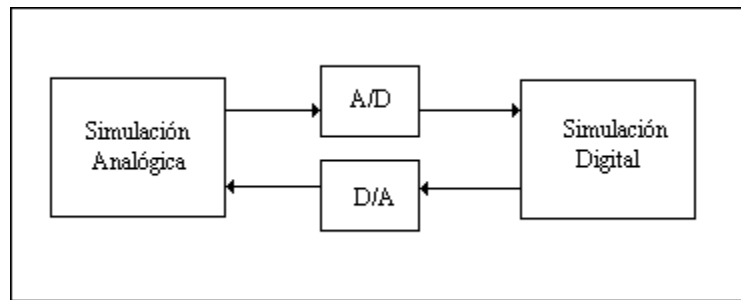 Simulación
Analógica
A/D
D/A
Simulación
Digital